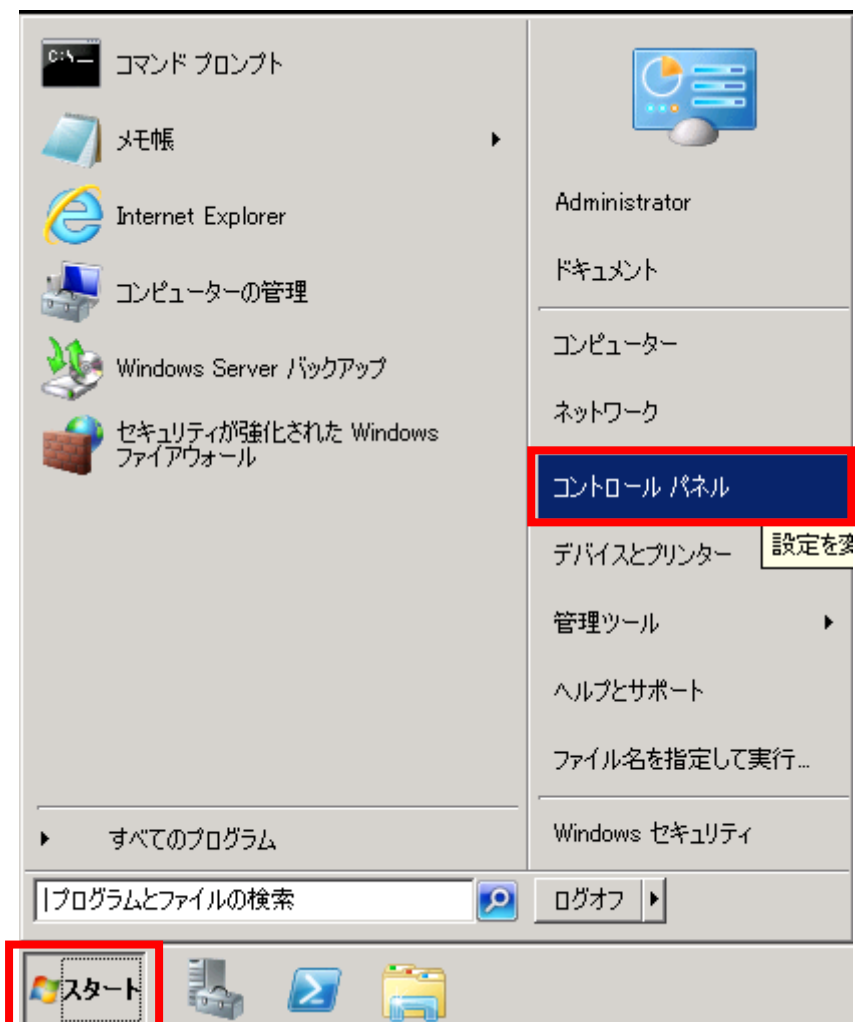 コマンド プロンプト
メモ帳
Internet Explorer
コンピューターの管理
Windows Server バックアップ
セキュリティが強化された Windows
ファイアウォール
すべてのプログラム
プログラムとファイルの検索
Administrator
ドキュメント
コンピューター
ネットワーク
コントロール パネル
設定を変
デバイスとプリンター
管理ツール
ヘルプとサポート
ファイル名を指定して実行...
Windows セキュリティ
ログオフ
スタート